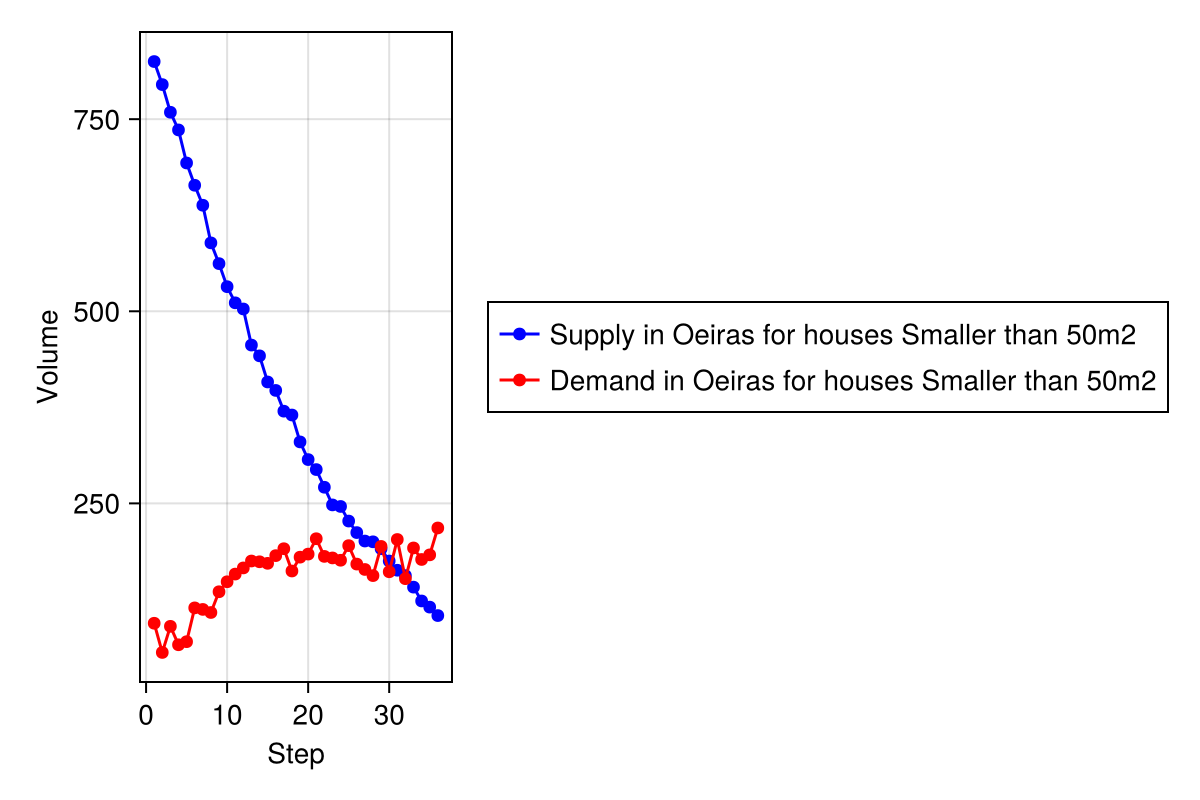 750
500
250
Volume
0 10 20 30
Step
Supply in Oeiras for houses Smaller than 50m2
Demand in Oeiras for houses Smaller than 50m2